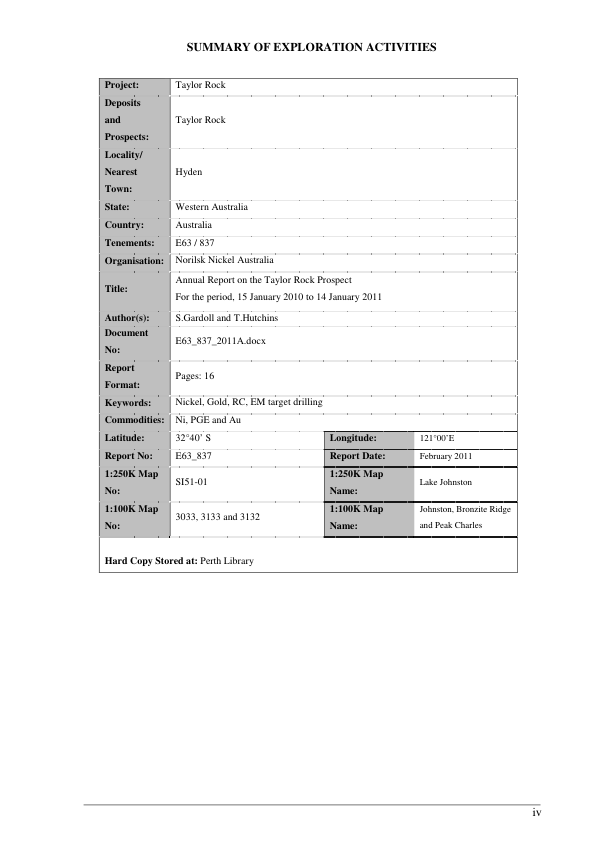 SUMMARY OF EXPLORATION ACTIVITIES
Project: Taylor Rock
Deposits
and
Prospects:
Taylor Rock
Locality/
Nearest
Town:
Hyden
State: Western Australia
Country: Australia
Tenements: E63 / 837
Organisation: Norilsk Nickel Australia
Title:
Annual Report on the Taylor Rock Prospect
For the period, 15 January 2010 to 14 January 2011
Author(s): S.Gardoll and T.Hutchins
Document
No:
E63_837_2011A.docx
Report
Format:
Pages: 16
Keywords: Nickel, Gold, RC, EM target drilling
Commodities: Ni, PGE and Au
Latitude: 32°40' S Longitude: 121°00'E
Report No: E63_837 Report Date: February 2011
1:250K Map
No:
SI51-01
1:250K Map
Name:
Lake Johnston
1:100K Map
No:
3033, 3133 and 3132
1:100K Map
Name:
Johnston, Bronzite Ridge
and Peak Charles
Hard Copy Stored at: Perth Library
iv